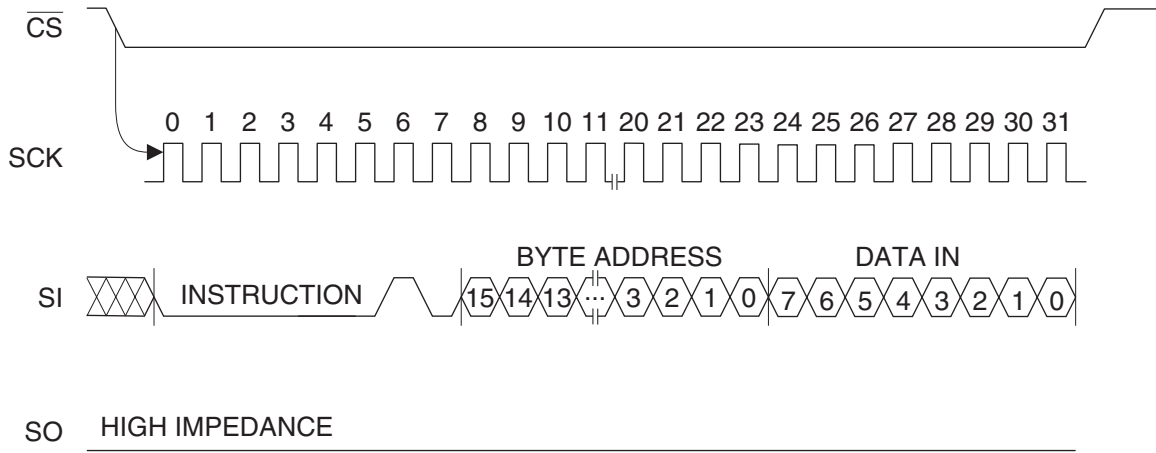 CS
0 1 2 3 4 5 6 7 8 9 10 11 20 21 22 23 24 25 26 27 28 29 30 31
SCK
BYTE ADDRESS DATA IN
SI INSTRUCTION 15 14 13 ... 3 2 1 0 7 6 5 4 3 2 1 0
SO HIGH IMPEDANCE